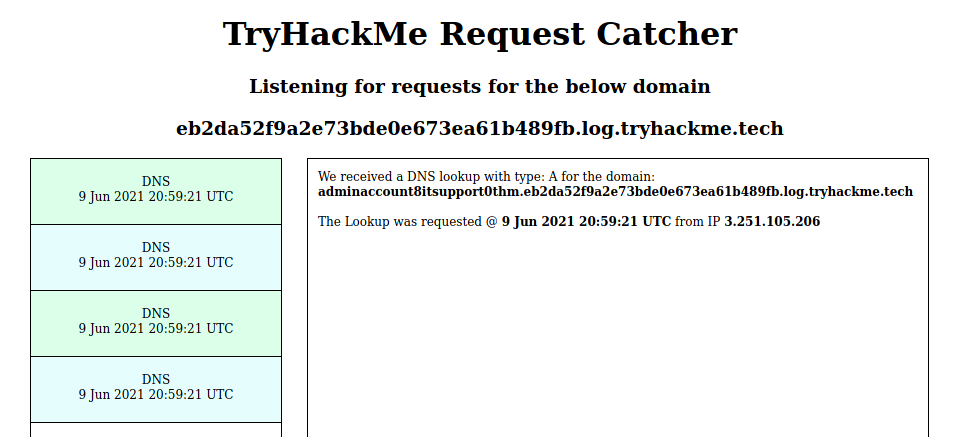 TryHackMe Request Catcher
Listening for requests for the below domain
eb2da52f9a2e73bde0e673ea61b489fb.log.tryhackme.tech
DNS
9 Jun 2021 20:59:21 UTC
DNS
9 Jun 2021 20:59:21 UTC
DNS
9 Jun 2021 20:59:21 UTC
DNS
9 Jun 2021 20:59:21 UTC
We received a DNS lookup with type: A for the domain:
adminaccount8itsupport0thm.eb2da52f9a2e73bde0e673ea61b489fb.log.tryhackme.tech
The Lookup was requested @ 9 Jun 2021 20:59:21 UTC from IP 3.251.105.206